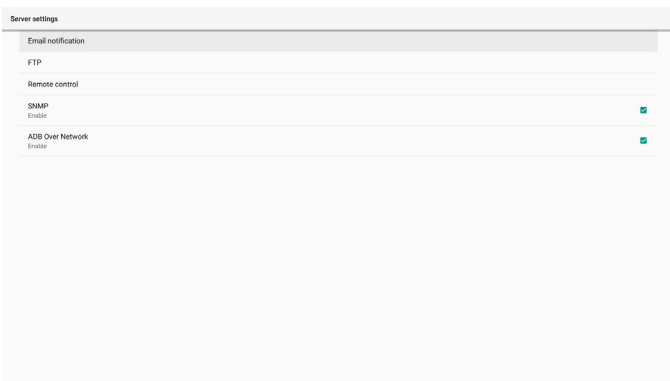 Server settings
Email notification
FTP
Remote control
SNMP
Enable
ADB Over Network
Enable